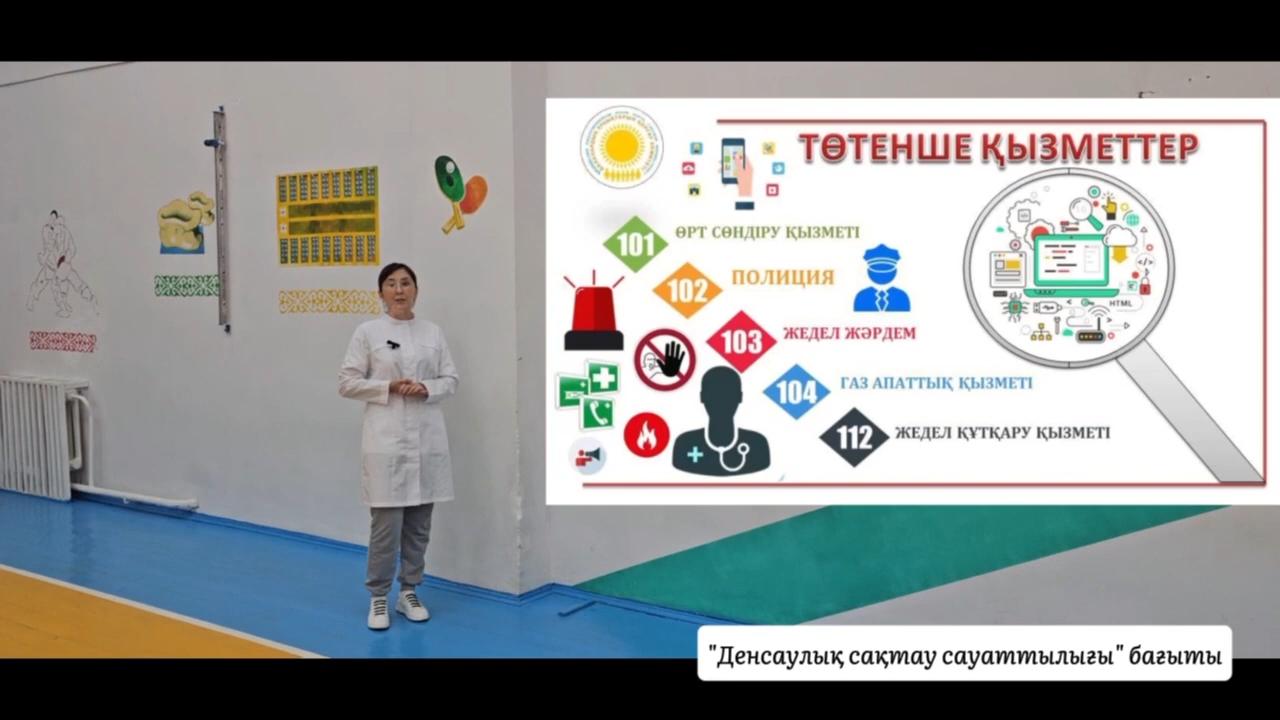 ТӨТЕНШЕ ҚЫЗМЕТТЕР
101 ӨРТ СӨНДІРУ ҚЫЗМЕТІ
102 ПОЛИЦИЯ
103 ЖЕДЕЛ ЖӘРДЕМ
104 ГАЗ АПАТТЫҚ ҚЫЗМЕТІ
112 ЖЕДЕЛ ҚҰТҚАРУ ҚЫЗМЕТІ
HTML
"Денсаулық сақтау сауаттылығы" бағыты